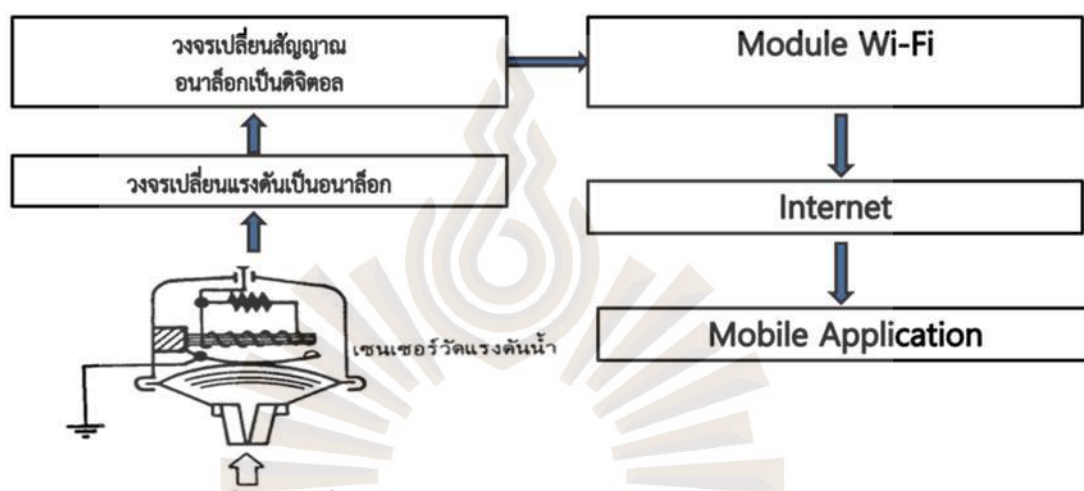 วงจรเปลี่ยนสัญญาณ
อนาล็อกเป็นดิจิตอล
Module Wi-Fi
วงจรเปลี่ยนแรงดันเป็นอนาล็อก
Internet
เซนเซอร์วัดแรงดันน้ำ
Mobile Application